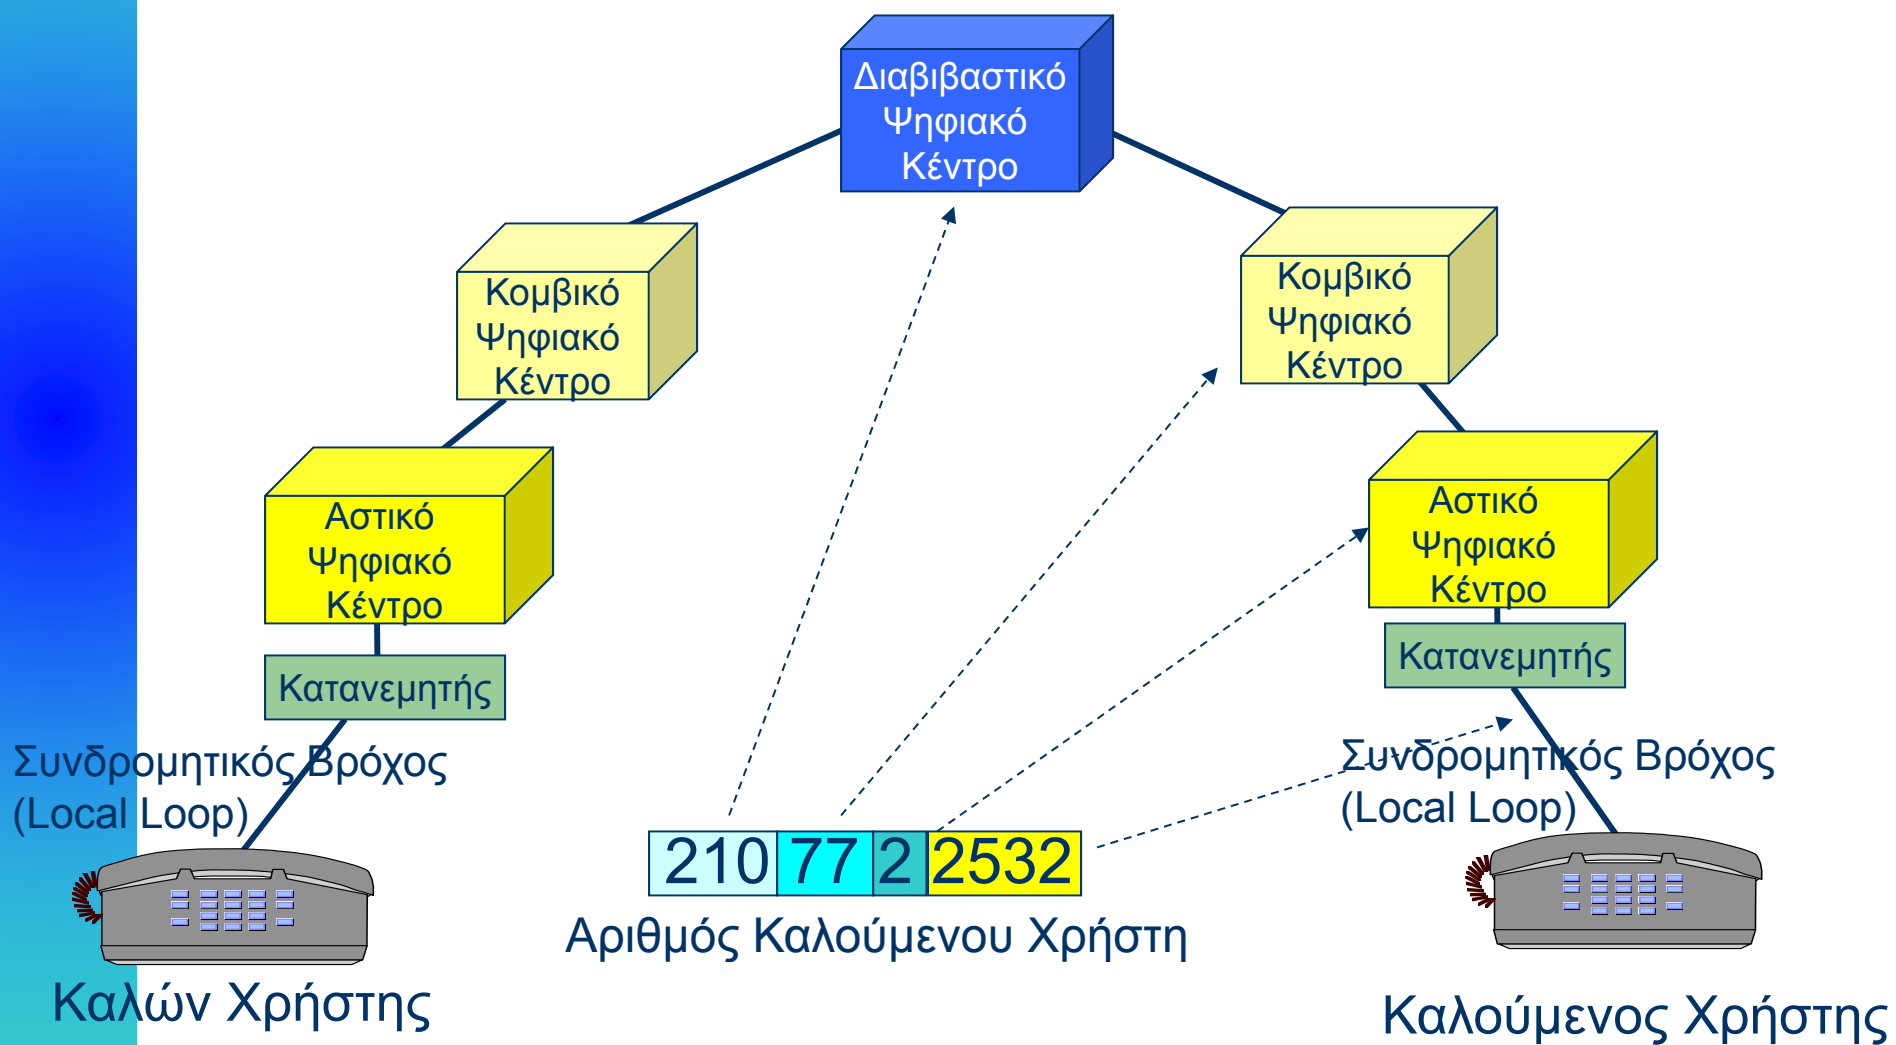 Διαβιβαστικό
Ψηφιακό
Κέντρο
Κομβικό
Ψηφιακό
Κέντρο
Κομβικό
Ψηφιακό
Κέντρο
Αστικό
Ψηφιακό
Κέντρο
Αστικό
Ψηφιακό
Κέντρο
Κατανεμητής
Κατανεμητής
Συνδρομητικός Βρόχος
(Local Loop)
Συνδρομητικός Βρόχος
(Local Loop)
210 77 2 2532
Αριθμός Καλούμενου Χρήστη
Καλών Χρήστης
Καλούμενος Χρήστης